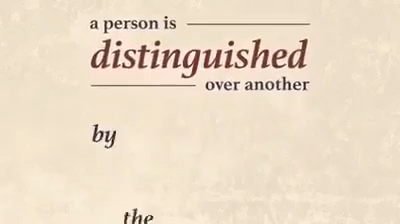 a person is
distinguished
over another
by
the